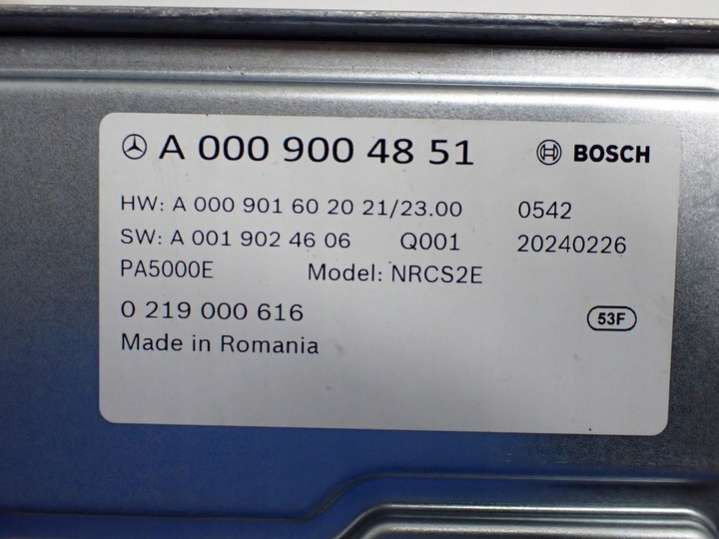 A 000 900 48 51 BOSCH
HW: A 000 901 60 20 21/23.00 0542
SW: A 001 902 46 06 Q001 20240226
PA5000E Model: NRCS2E
0 219 000 616 53F
Made in Romania